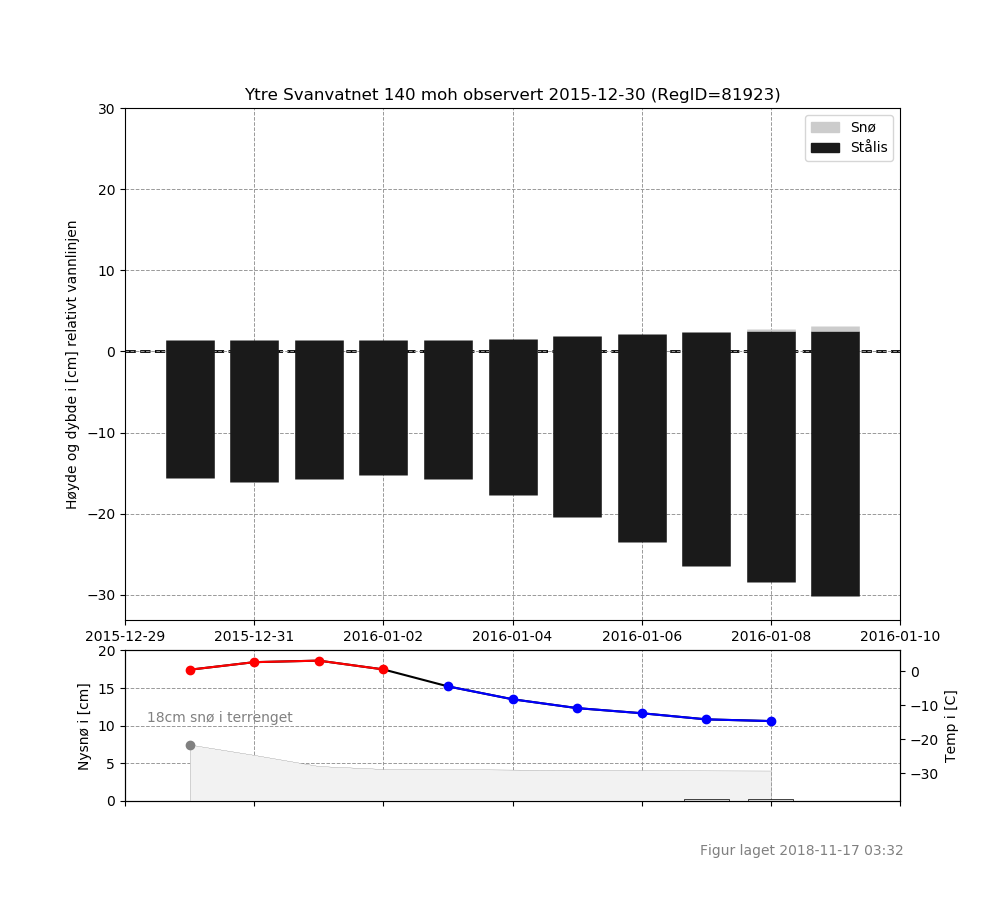 Ytre Svanvatnet 140 moh observert 2015-12-30 (RegID=81923)
Snø
Stålis
Høyde og dybde i [cm] relativt vannlinjen
30
20
10
0
−10
−20
−30
2015-12-29 2015-12-31 2016-01-02 2016-01-04 2016-01-06 2016-01-08 2016-01-10
Nysnø i [cm]
20
15
10
5
0
18cm snø i terrenget
0
−10
−20
−30
Temp i [C]
Figur laget 2018-11-17 03:32